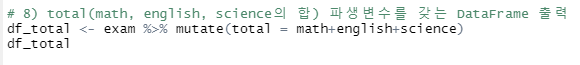 # 8) total(math, english, science의 합) 파생변수를 갖는 DataFrame 출력
df_total <- exam %>% mutate(total = math+english+science)
df_total